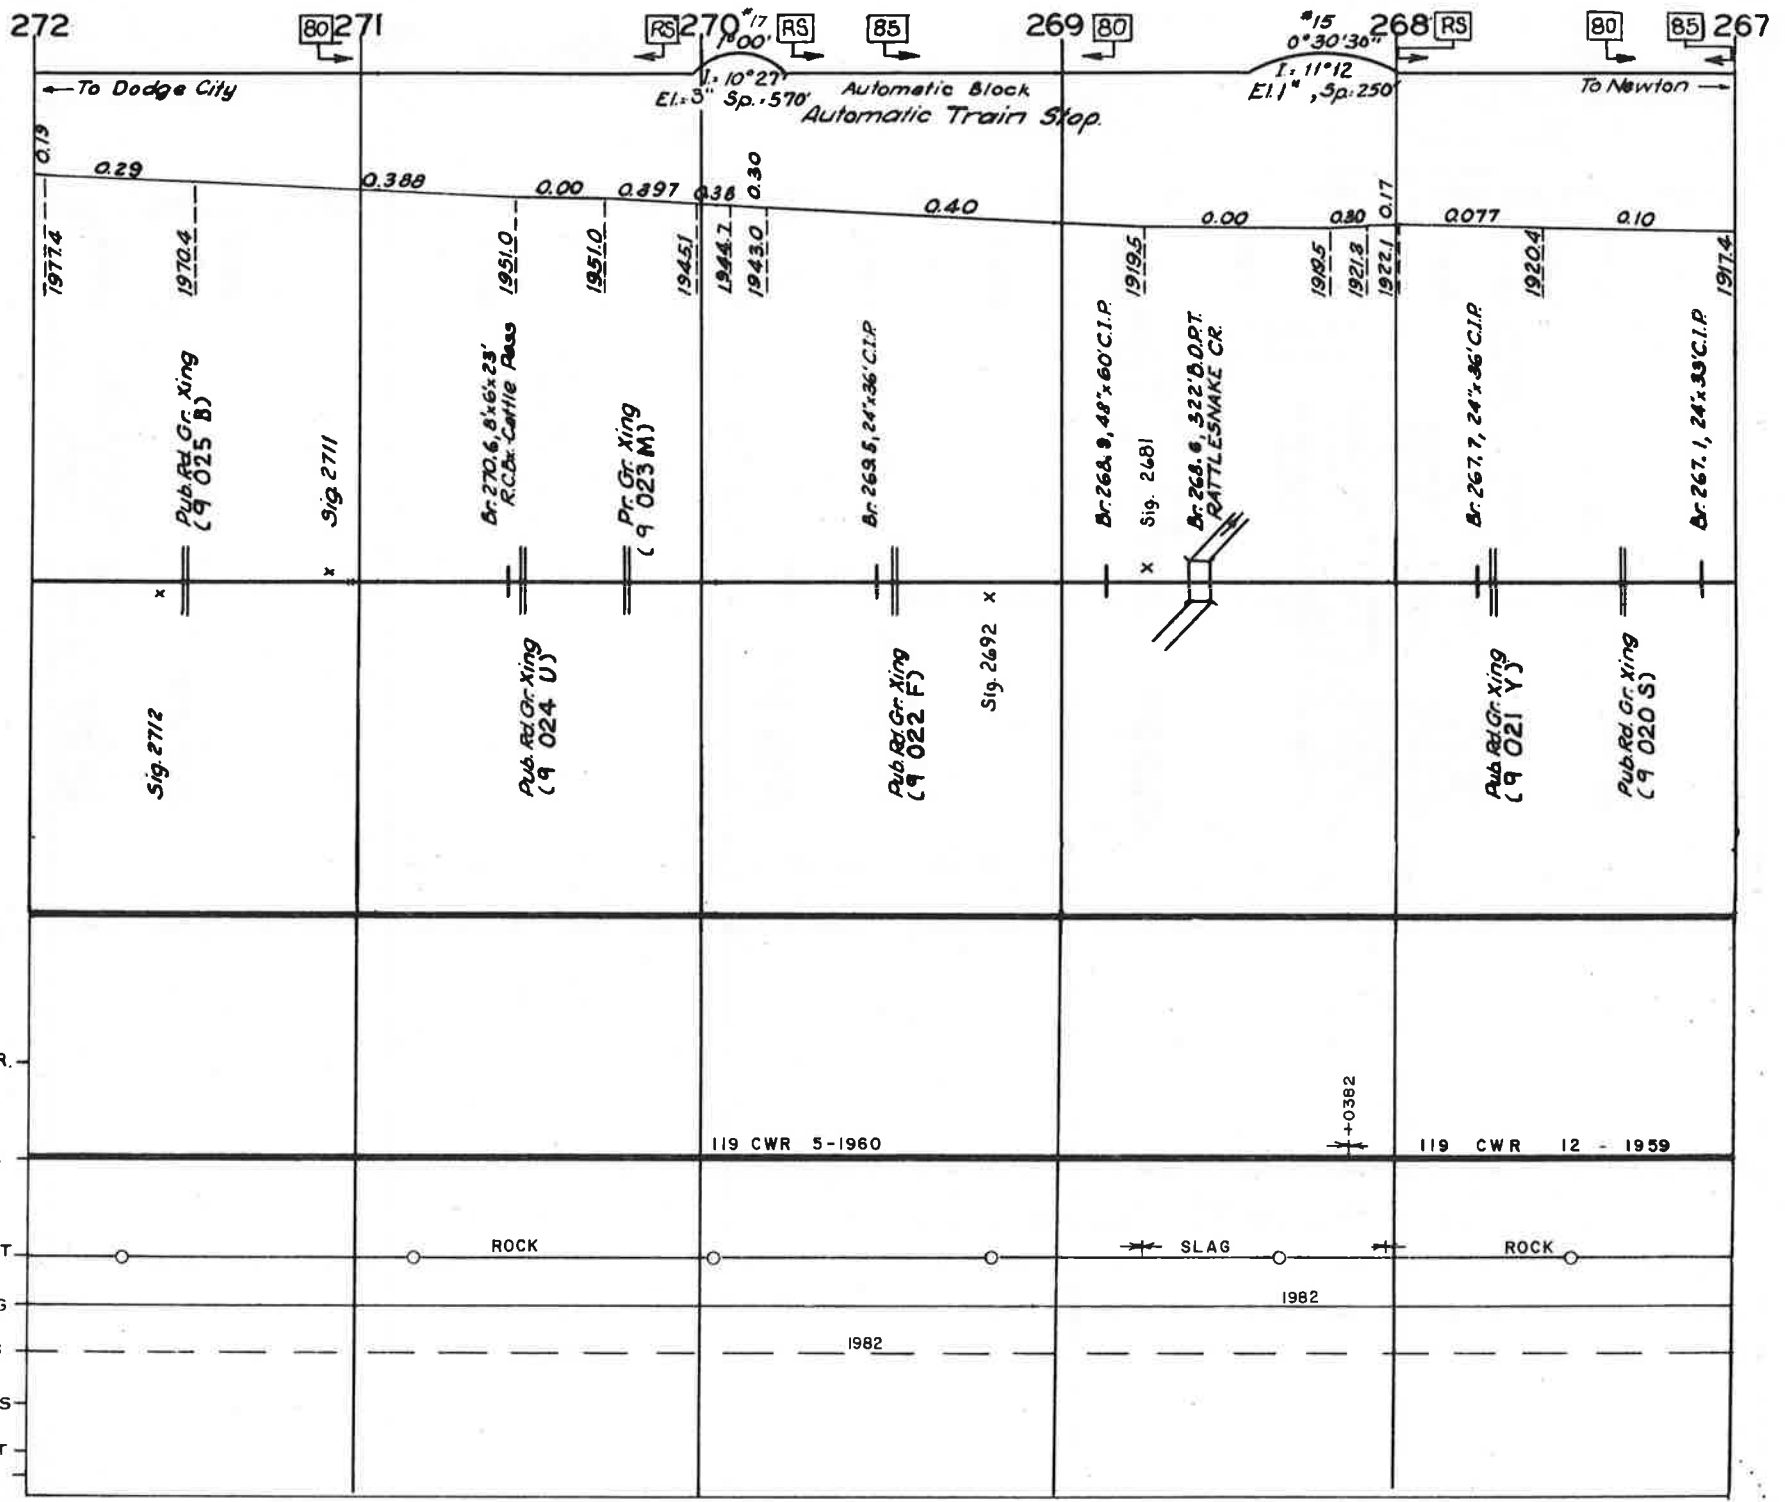 272
80
271
RS
270
#17
1°00'
RS
85
269
80
#15
0°30'30"
268
RS
80
85
267
←To Dodge City
I: 10°27'
El.=3" Sp.=570'
Automatic Block
Automatic Train Stop.
I: 11°12
El.1", Sp.=250'
To Newton →
0.19
0.29
0.388
0.00
0.897
0.38
0.30
0.40
0.00
0.30
0.17
0.077
0.10
1977.4
1970.4
1951.0
1951.0
1945.1
1944.7
1943.0
1919.5
1919.5
1921.8
1922.1
1920.4
1917.4
Pub. Rd. Gr. Xing
(9 025 B)
Sig. 2711
Br. 270.6, 8'x6'x23'
R.C.Bx. Cattle Pass
Pr. Gr. Xing
(9 023 M)
Br. 269.5, 24"x36' C.I.P.
Br. 268.9, 48"x60' C.I.P.
Sig. 2681
Br. 268.6, 322' B.D.P.T.
RATTLESNAKE CR.
Br. 267.7, 24"x36' C.I.P.
Br. 267.1, 24"x33' C.I.P.
x
x
x
x
Sig. 2712
Pub. Rd. Gr. Xing
(9 024 U)
Pub. Rd. Gr. Xing
(9 022 F)
Sig. 2692
Pub. Rd. Gr. Xing
(9 021 Y)
Pub. Rd. Gr. Xing
(9 020 S)
R.
+0382
119 CWR 5-1960
119 CWR 12 - 1959
T
ROCK
SLAG
ROCK
G
1982
1982
S
T